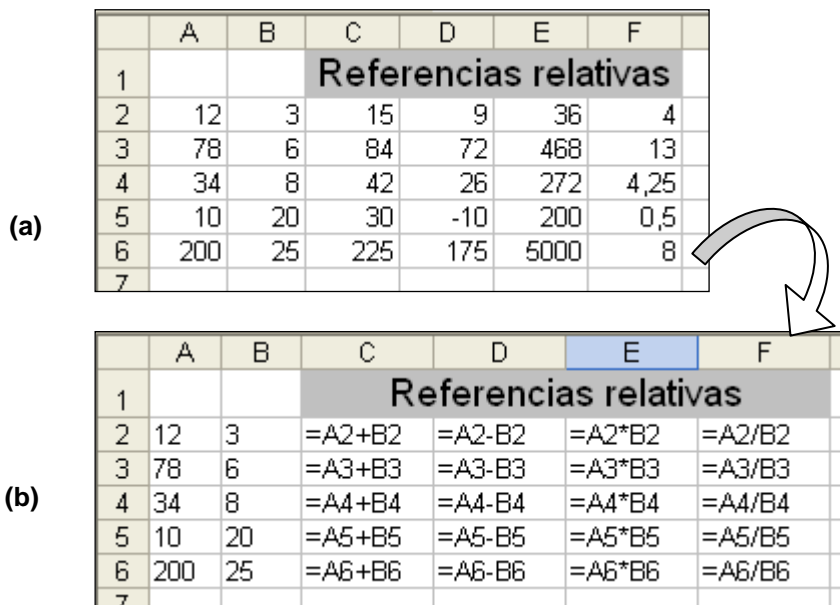 A B C D E F
1 Referencias relativas
2 12 3 15 9 36 4
3 78 6 84 72 468 13
4 34 8 42 26 272 4,25
(a)
5 10 20 30 -10 200 0,5
6 200 25 225 175 5000 8
7
A B C D E F
1 Referencias relativas
2 12 3 =A2+B2 =A2-B2 =A2*B2 =A2/B2
3 78 6 =A3+B3 =A3-B3 =A3*B3 =A3/B3
(b)
4 34 8 =A4+B4 =A4-B4 =A4*B4 =A4/B4
5 10 20 =A5+B5 =A5-B5 =A5*B5 =A5/B5
6 200 25 =A6+B6 =A6-B6 =A6*B6 =A6/B6
7